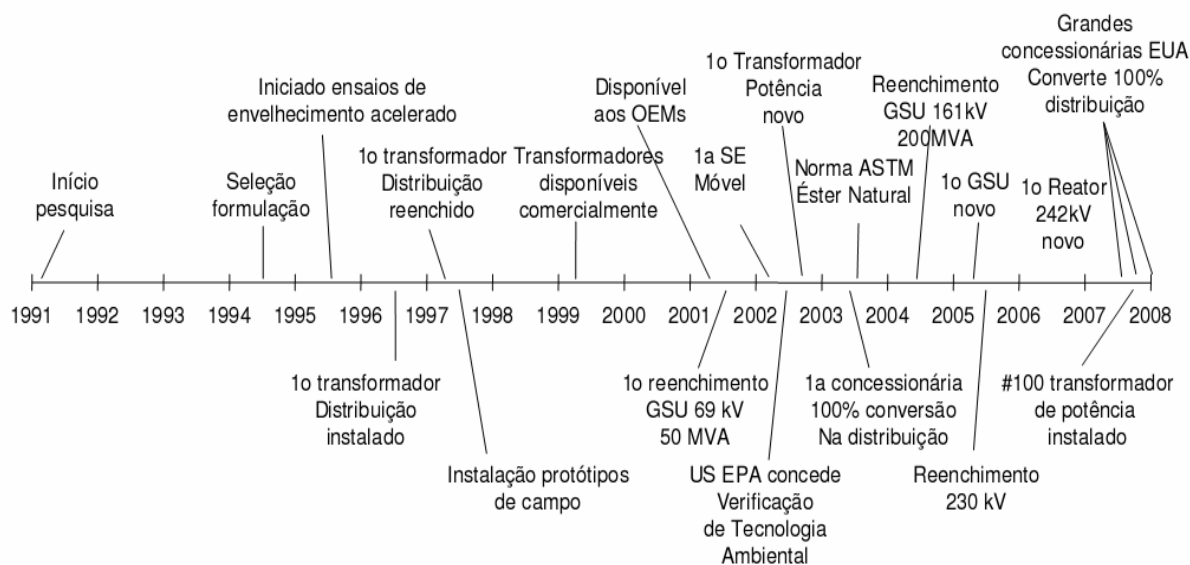 Início
pesquisa
Seleção
formulação
Iniciado ensaios de
envelhecimento acelerado
1o transformador
Distribuição
reenchido
Transformadores
disponíveis
comercialmente
Disponível
aos OEMs
1a SE
Móvel
1o Transformador
Potência
novo
Norma ASTM
Éster Natural
Reenchimento
GSU 161kV
200MVA
1o GSU
novo
1o Reator
242kV
novo
Grandes
concessionárias EUA
Converte 100%
distribuição
1991 1992 1993 1994 1995 1996 1997 1998 1999 2000 2001 2002 2003 2004 2005 2006 2007 2008
1o transformador
Distribuição
instalado
Instalação protótipos
de campo
1o reenchimento
GSU 69 kV
50 MVA
US EPA concede
Verificação
de Tecnologia
Ambiental
1a concessionária
100% conversão
Na distribuição
Reenchimento
230 kV
#100 transformador
de potência
instalado